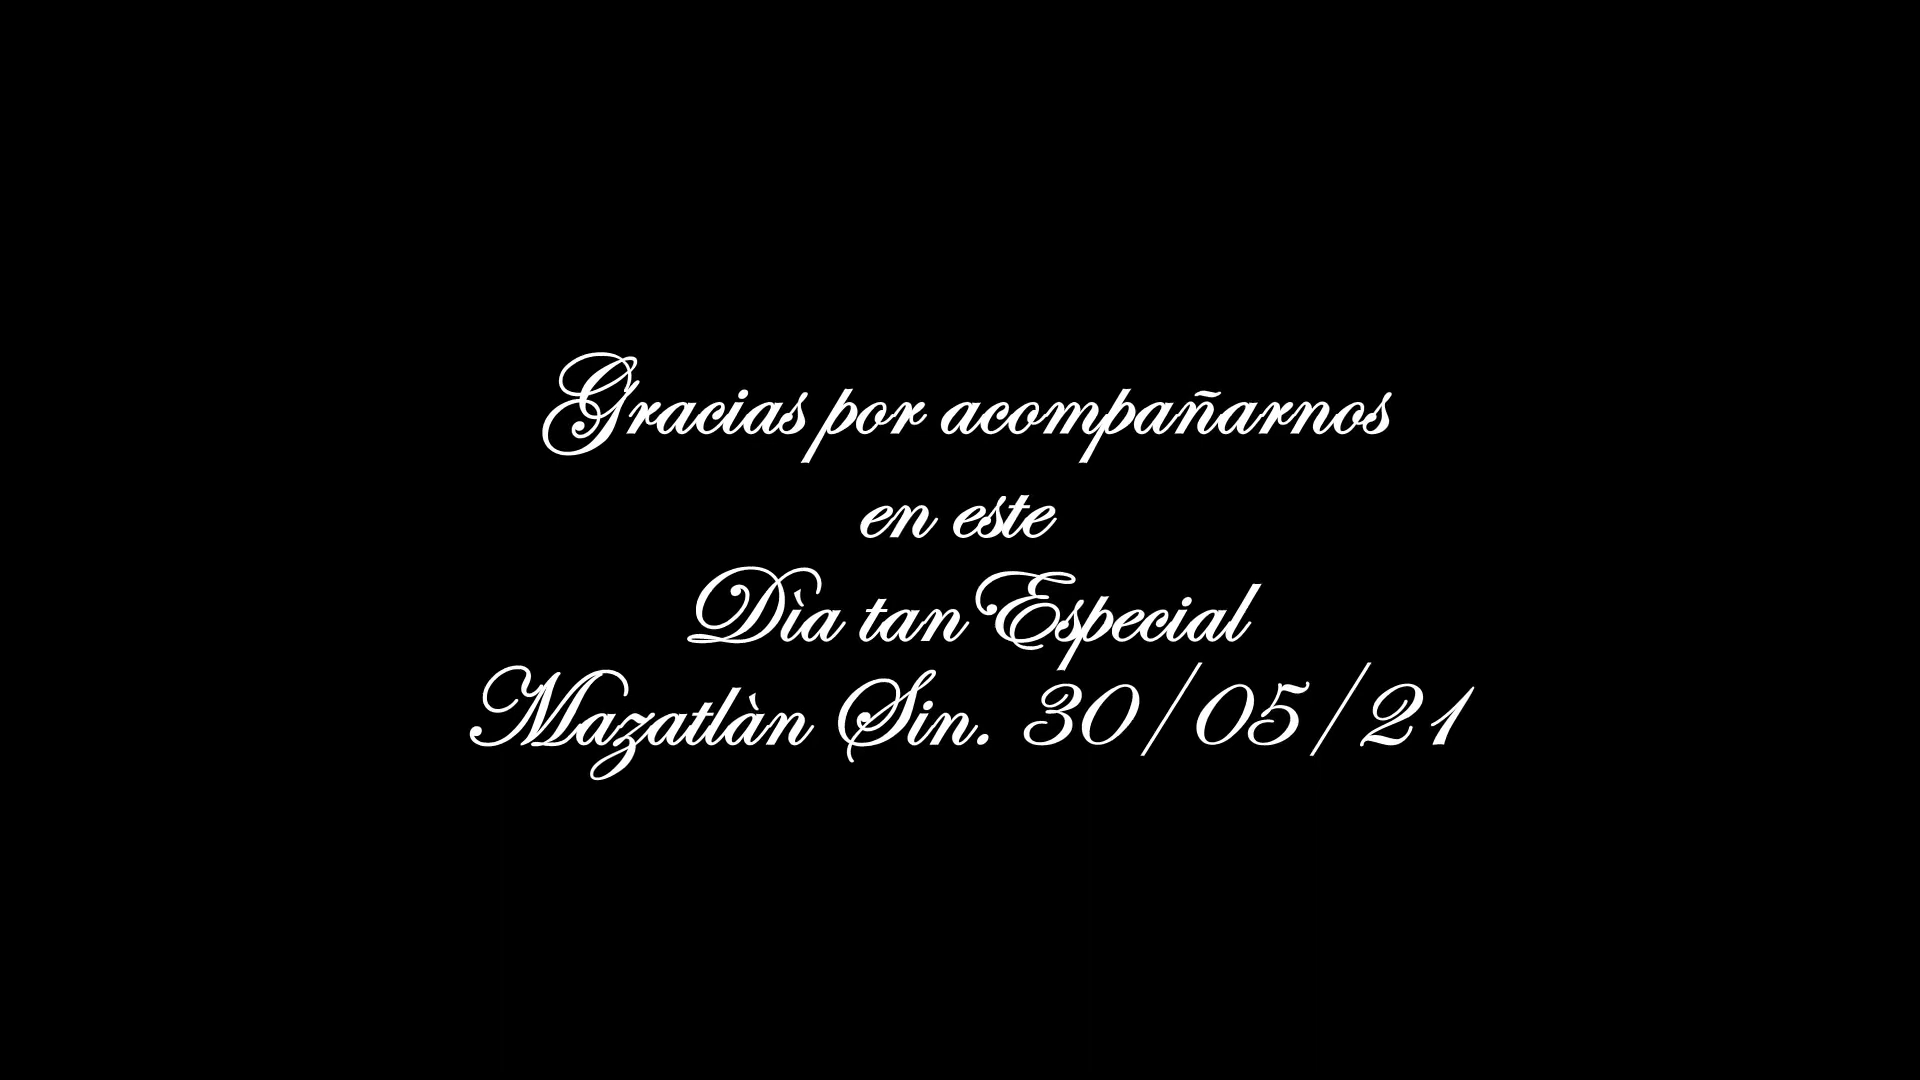 Gracias por acompañarnos
en este
Dìa tan Especial
Mazatlàn Sin. 30/05/21